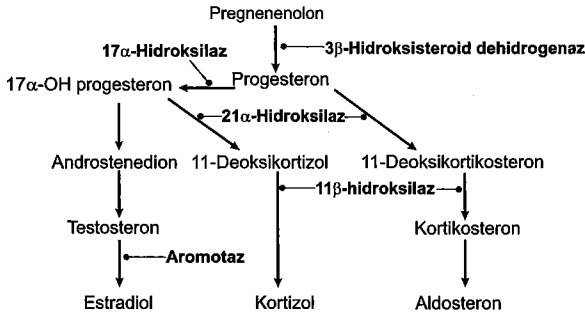 Pregnenenolon
17α-Hidroksilaz
3β-Hidroksisteroid dehidrogenaz
17α-OH progesteron
Progesteron
21α-Hidroksilaz
Androstenedion
11-Deoksikortizol
11-Deoksikortikosteron
11β-hidroksilaz
Testosteron
Kortikosteron
Aromotaz
Estradiol
Kortizol
Aldosteron